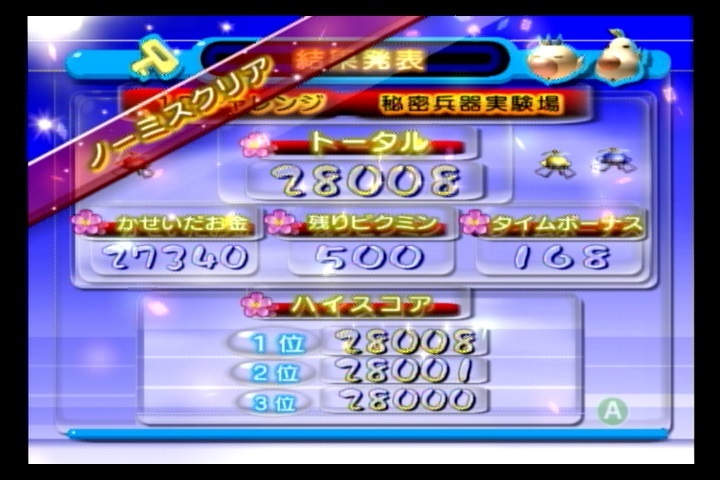 結果発表
ノーミスクリア
チャレンジ 秘密兵器実験場
トータル
28008
かせいだお金 残りピクミン タイムボーナス
27340 500 168
ハイスコア
1位 28008
2位 28001
3位 28000
A